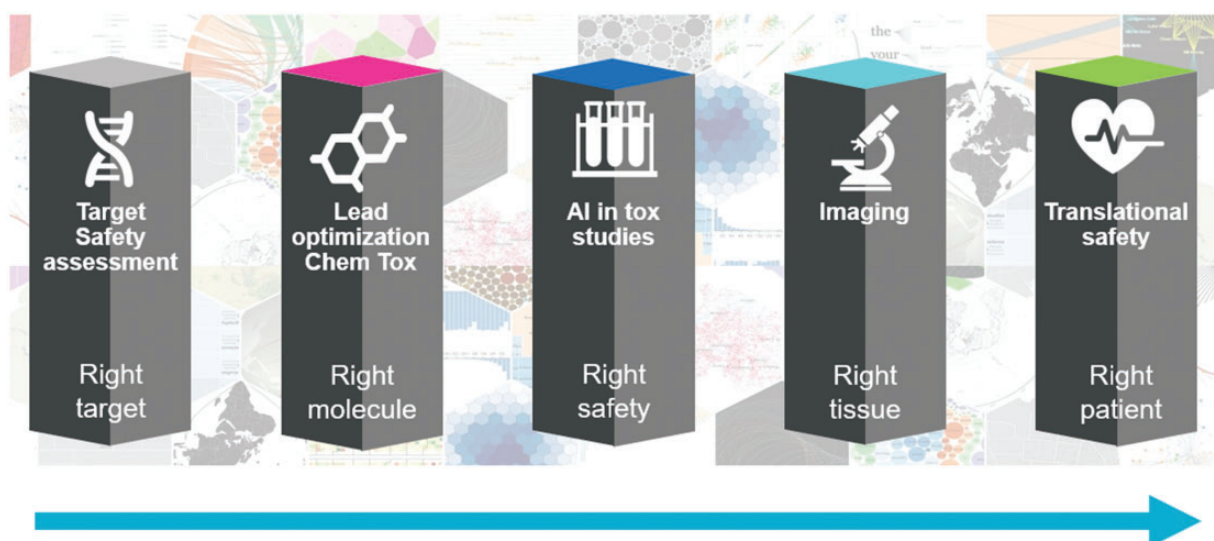 the
your
Target
Safety
assessment
Lead
optimization
Chem Tox
AI in tox
studies
Imaging
Translational
safety
Right
target
Right
molecule
Right
safety
Right
tissue
Right
patient